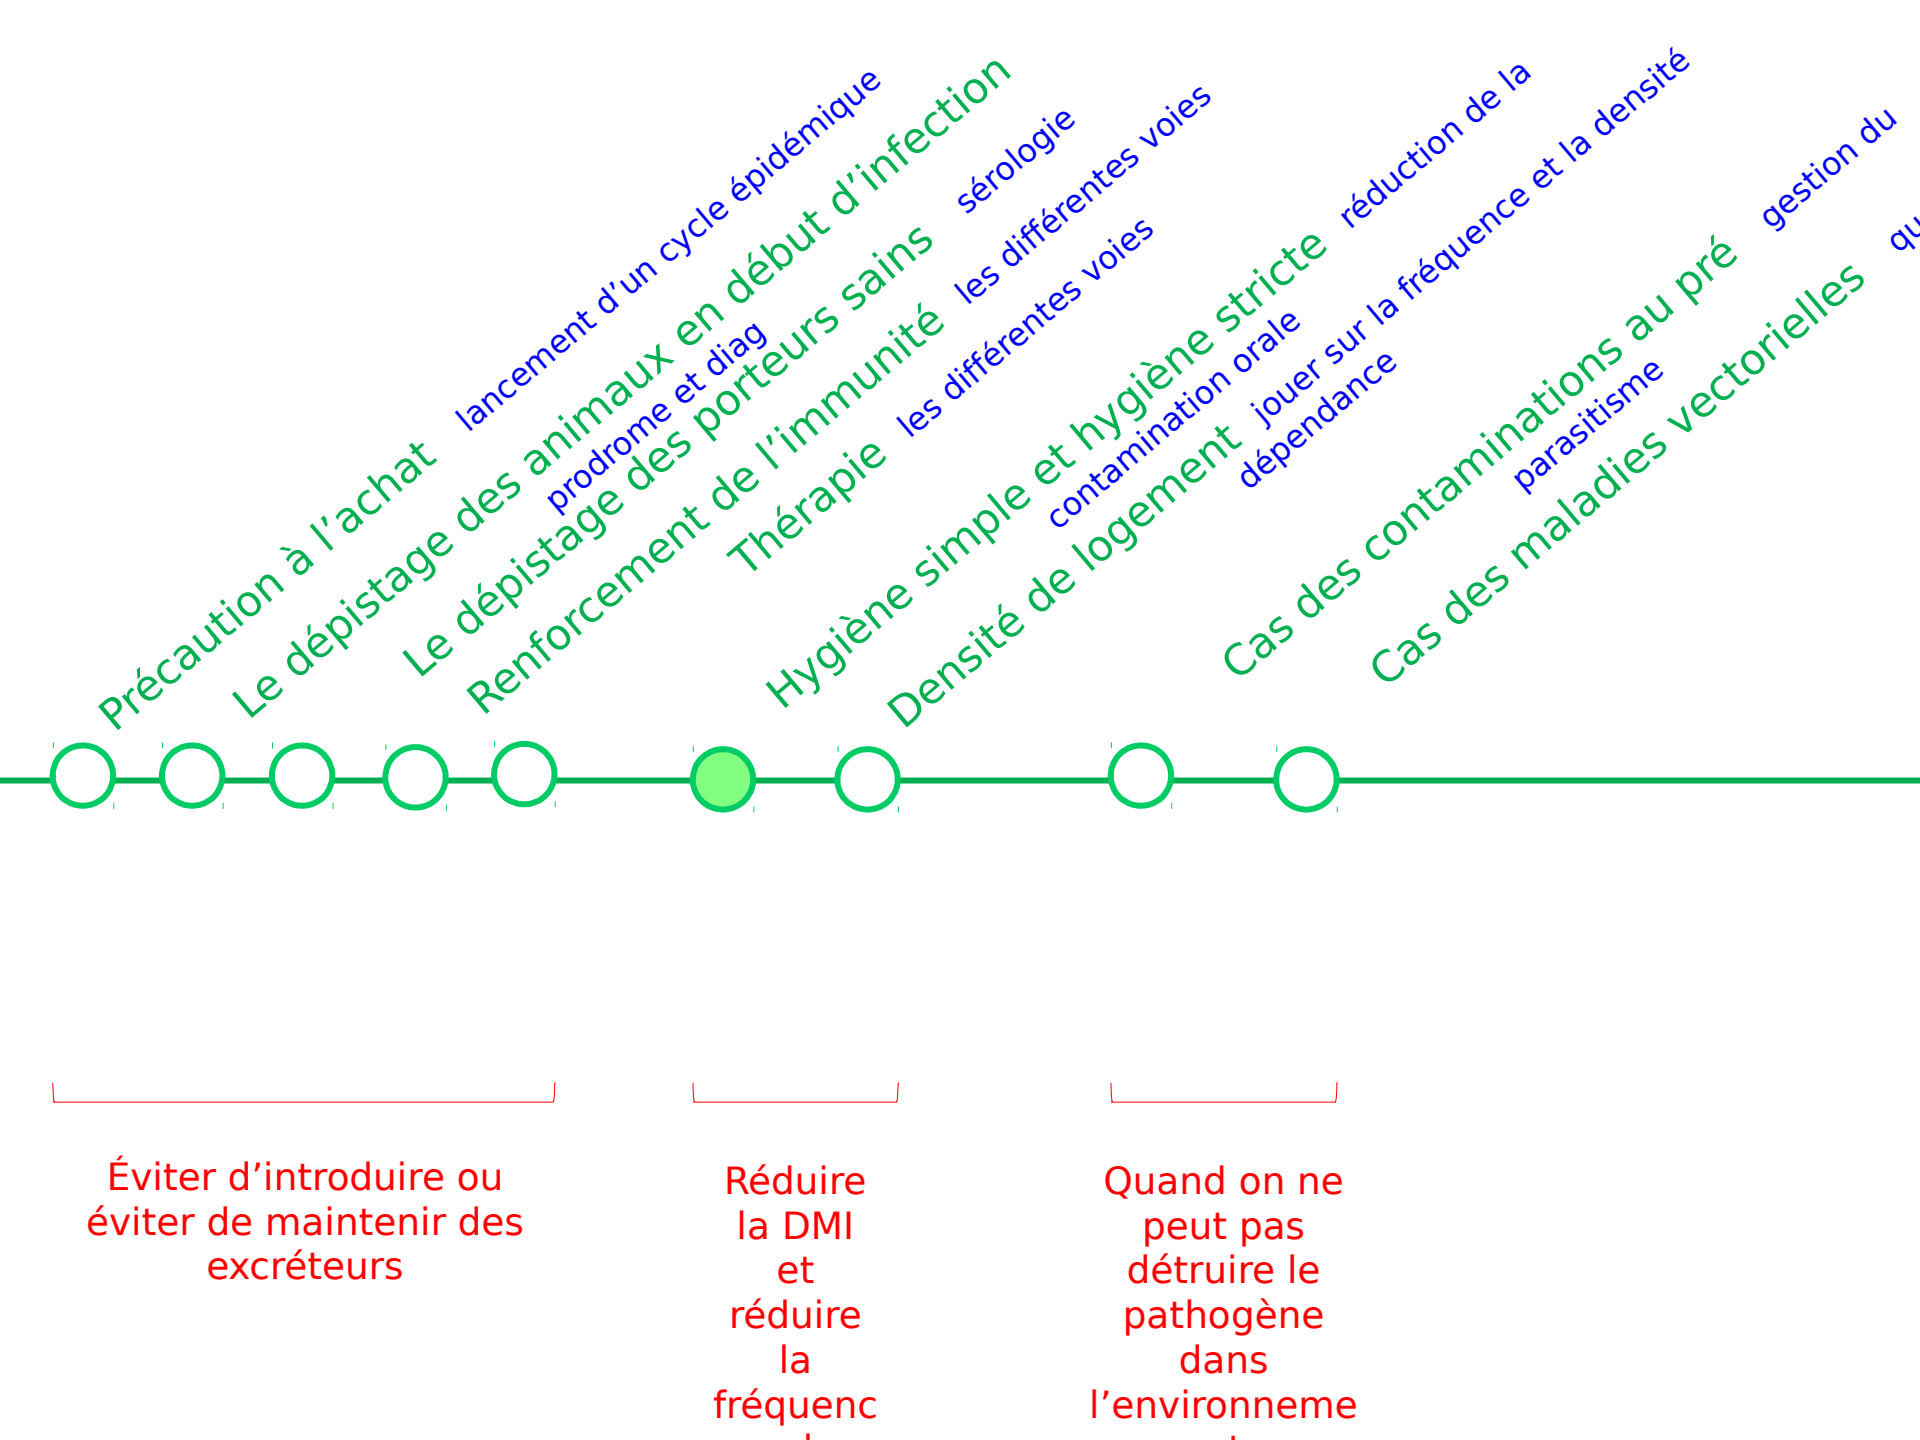 Précaution à l’achat lancement d’un cycle épidémique
Le dépistage des animaux en début d’infection
prodrome et diag
Le dépistage des porteurs sains sérologie
Renforcement de l’immunité les différentes voies
Thérapie les différentes voies
Hygiène simple et hygiène stricte réduction de la
contamination orale
Densité de logement jouer sur la fréquence et la densité
dépendance
Cas des contaminations au pré gestion du
parasitisme
Cas des maladies vectorielles qu
Éviter d’introduire ou
éviter de maintenir des
excréteurs
Réduire
la DMI
et
réduire
la
fréquenc
Quand on ne
peut pas
détruire le
pathogène
dans
l’environneme